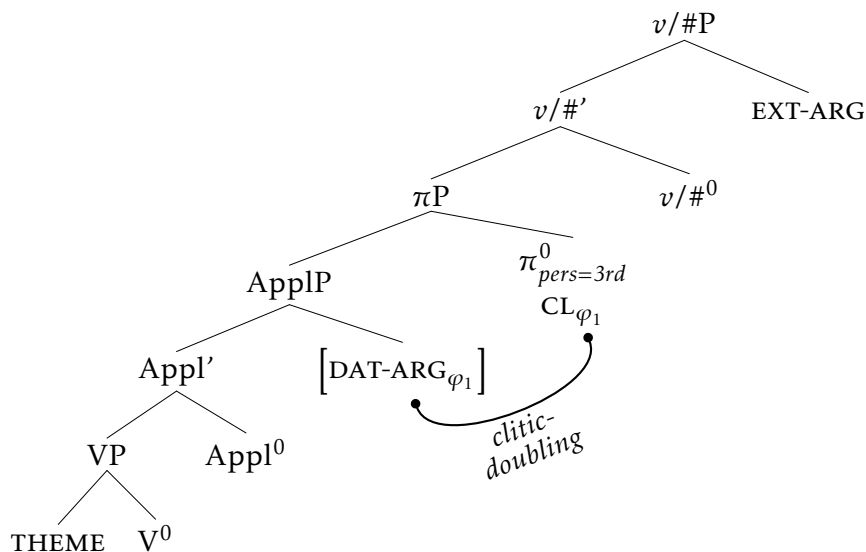 v/#P
v/#' EXT-ARG
πP v/#⁰
ApplP π⁰pers=3rd
CLφ₁
Appl' [DAT-ARGφ₁]
clitic-
doubling
VP Appl⁰
THEME V⁰